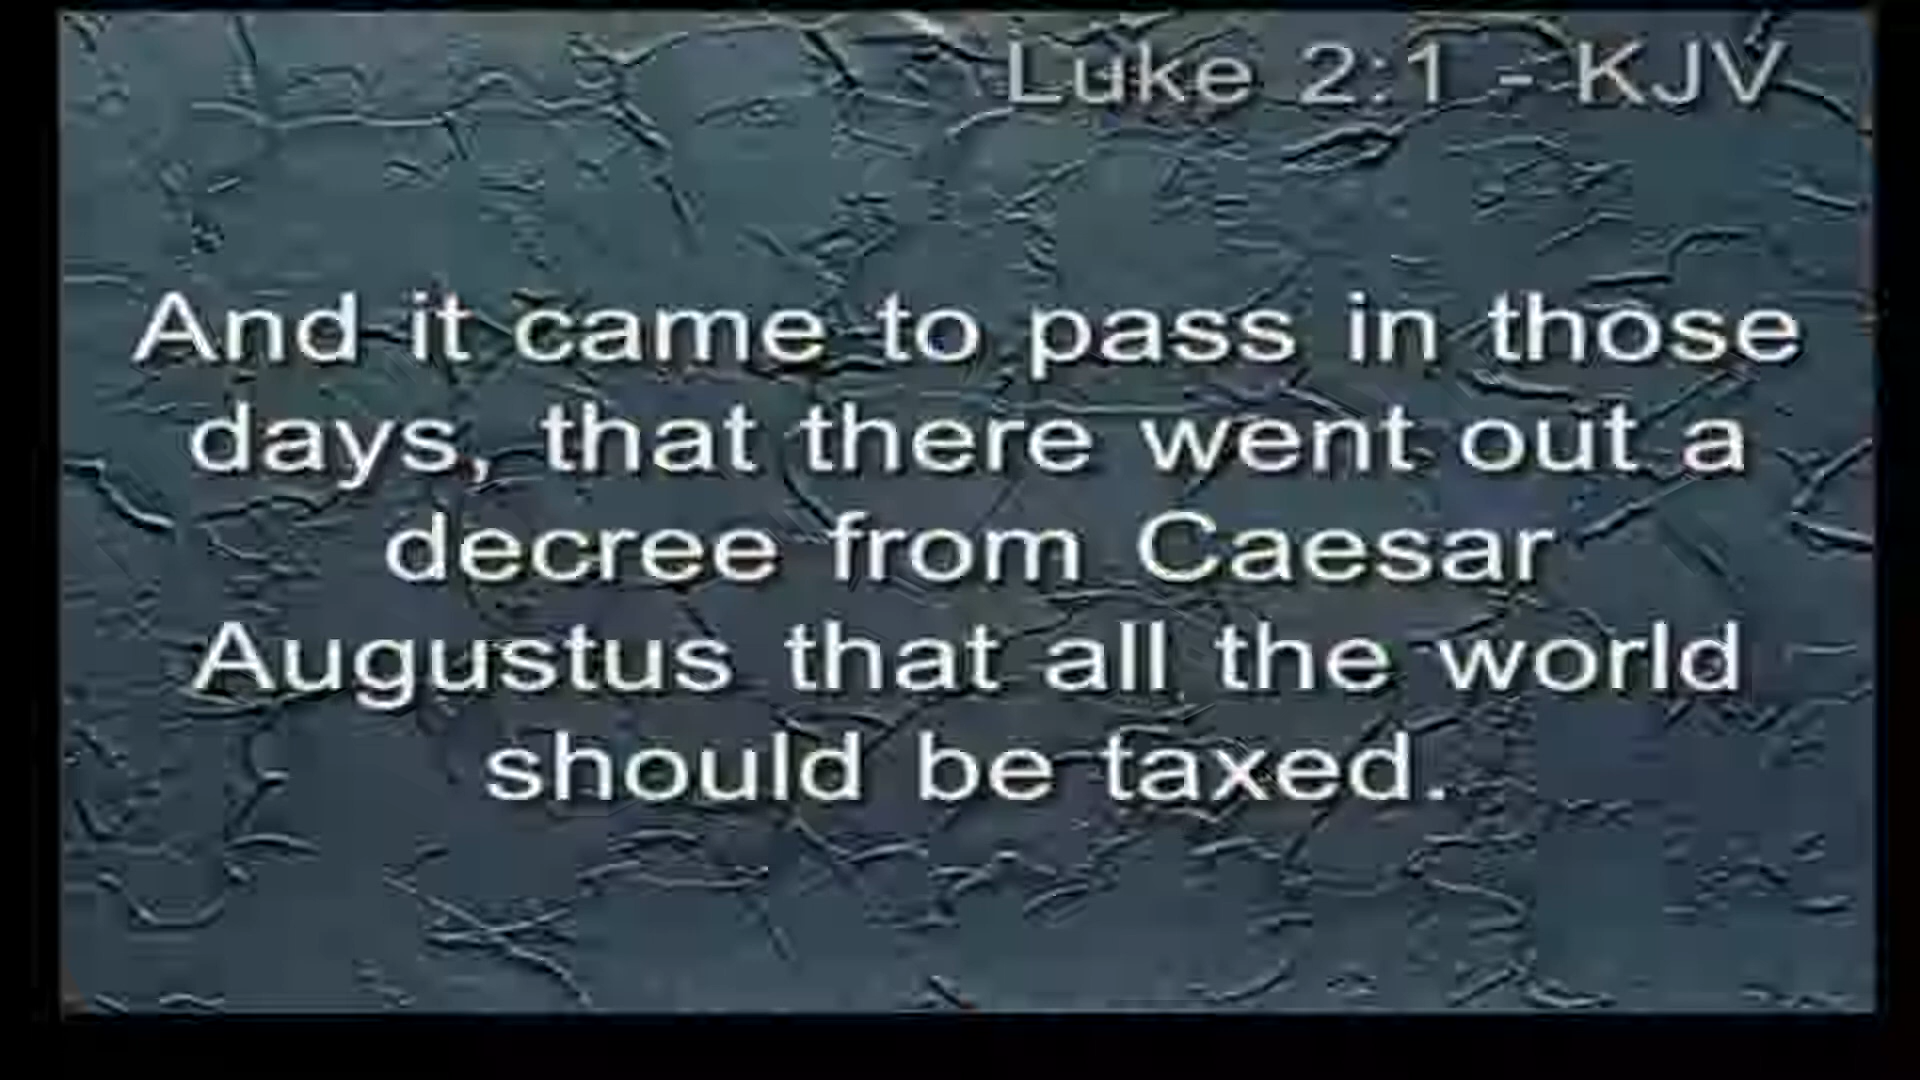 Luke 2:1 - KJV
And it came to pass in those
days, that there went out a
decree from Caesar
Augustus that all the world
should be taxed.